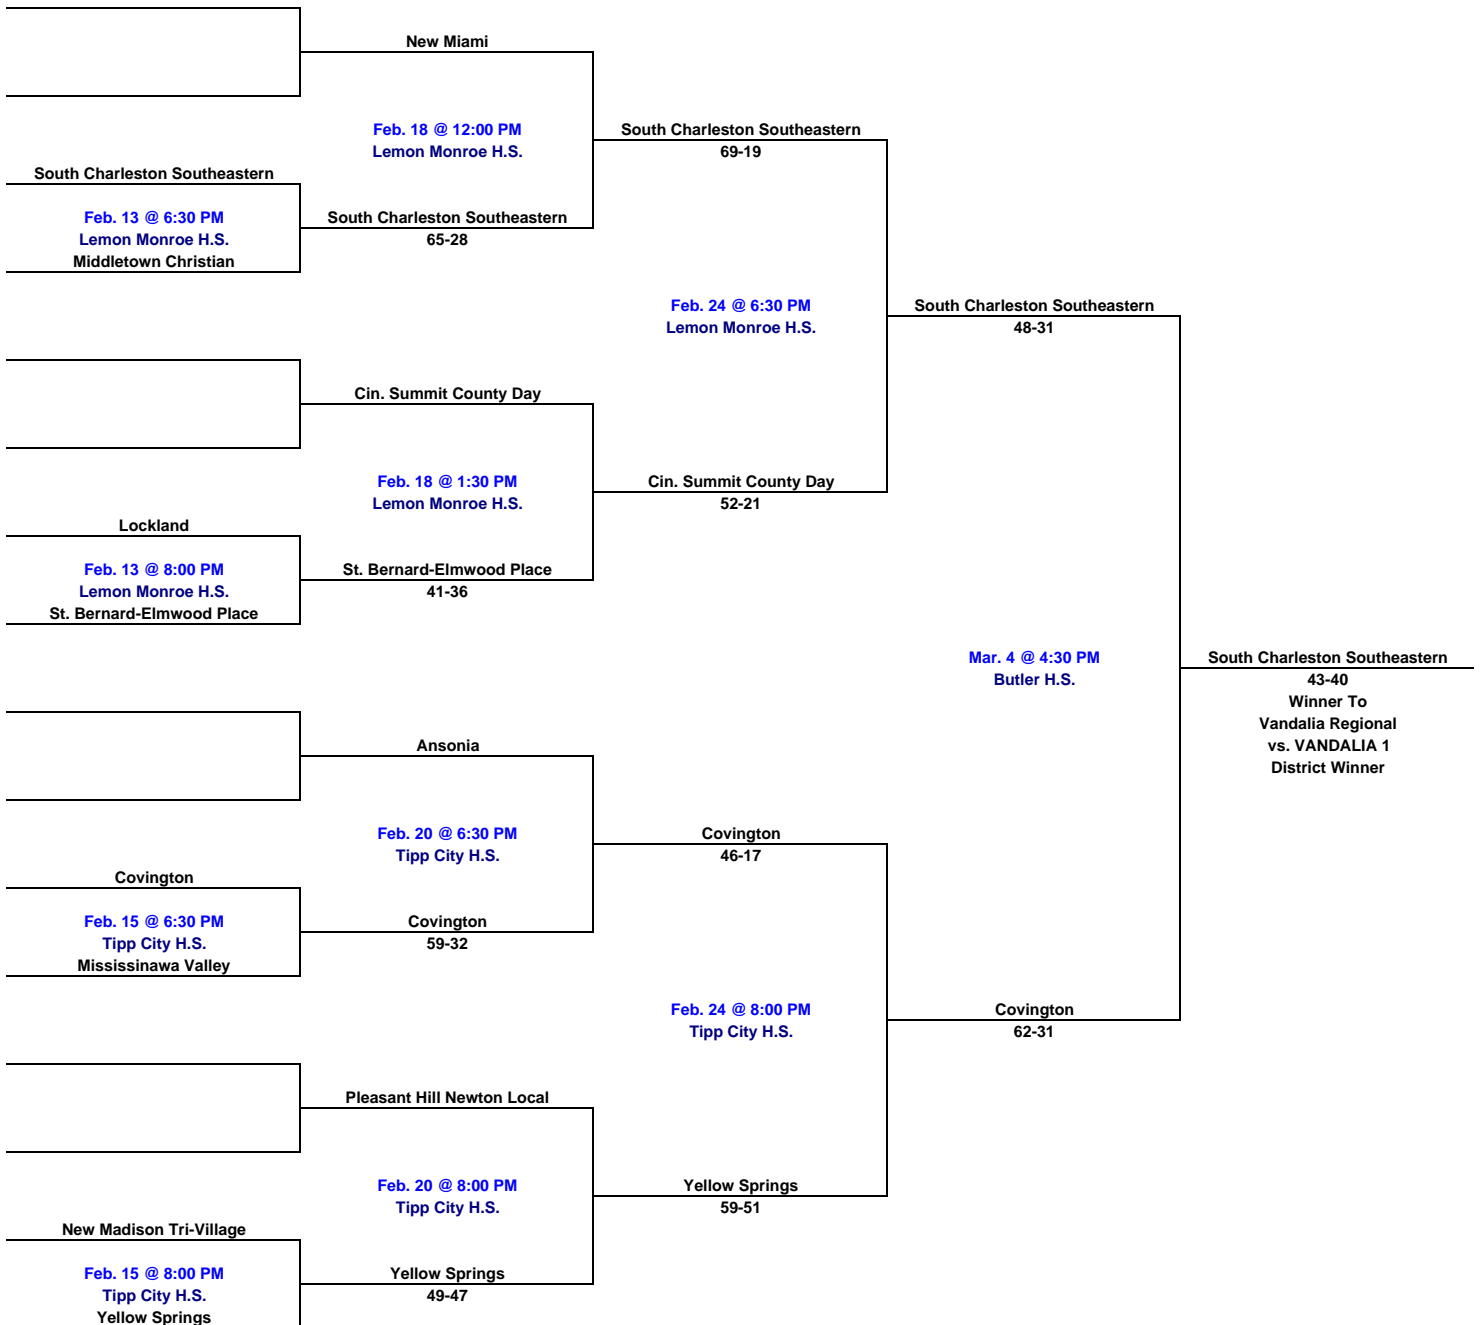 New Miami
Feb. 18 @ 12:00 PM
Lemon Monroe H.S.
South Charleston Southeastern
69-19
South Charleston Southeastern
Feb. 13 @ 6:30 PM
Lemon Monroe H.S.
Middletown Christian
South Charleston Southeastern
65-28
Feb. 24 @ 6:30 PM
Lemon Monroe H.S.
South Charleston Southeastern
48-31
Cin. Summit County Day
Feb. 18 @ 1:30 PM
Lemon Monroe H.S.
Cin. Summit County Day
52-21
Lockland
Feb. 13 @ 8:00 PM
Lemon Monroe H.S.
St. Bernard-Elmwood Place
St. Bernard-Elmwood Place
41-36
Mar. 4 @ 4:30 PM
Butler H.S.
South Charleston Southeastern
43-40
Winner To
Vandalia Regional
vs. VANDALIA 1
District Winner
Ansonia
Feb. 20 @ 6:30 PM
Tipp City H.S.
Covington
46-17
Covington
Feb. 15 @ 6:30 PM
Tipp City H.S.
Mississinawa Valley
Covington
59-32
Feb. 24 @ 8:00 PM
Tipp City H.S.
Covington
62-31
Pleasant Hill Newton Local
Feb. 20 @ 8:00 PM
Tipp City H.S.
Yellow Springs
59-51
New Madison Tri-Village
Feb. 15 @ 8:00 PM
Tipp City H.S.
Yellow Springs
Yellow Springs
49-47